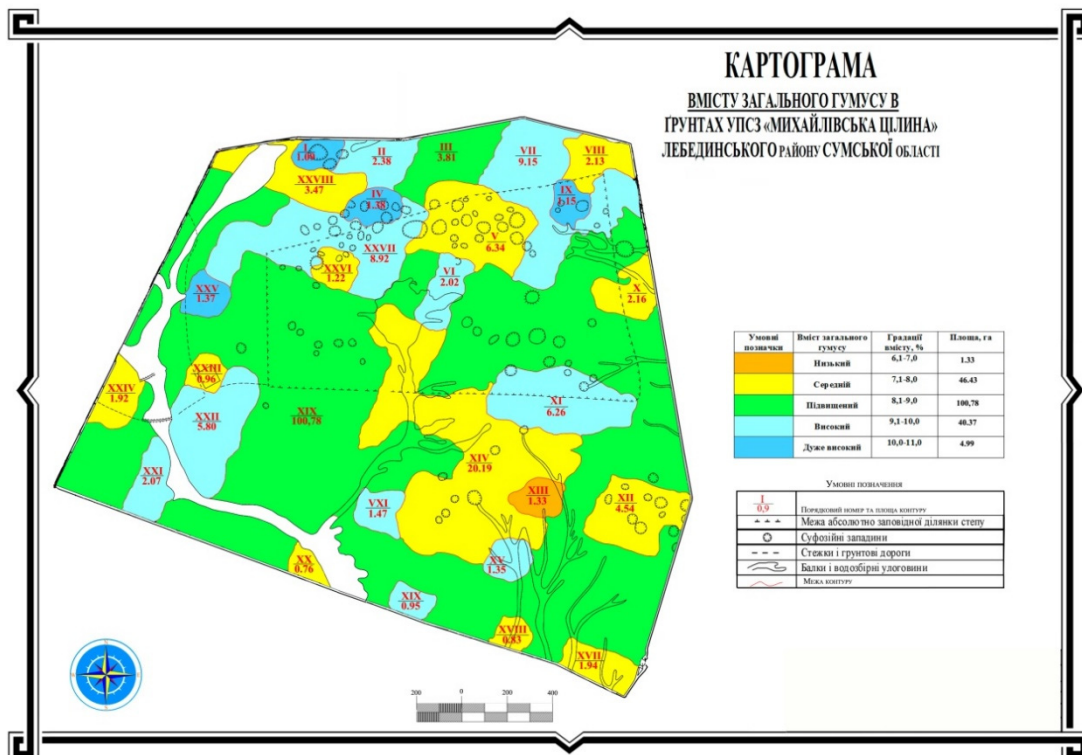 КАРТОГРАМА
ВМІСТУ ЗАГАЛЬНОГО ГУМУСУ В
ҐРУНТАХ УПСЗ «МИХАЙЛІВСЬКА ЦІЛИНА»
ЛЕБЕДИНСЬКОГО РАЙОНУ СУМСЬКОЇ ОБЛАСТІ
I
II
2.38
III
3.81
VII
9.15
VIII
2.13
XXVIII
3.47
IV
1.38
IX
1.15
V
6.34
XXVII
8.92
XXVI
1.22
VI
2.02
X
2.16
XXV
1.37
XXIII
0.96
XXIV
1.92
XXII
5.80
XIX
100,78
XI
6.26
XIV
20.19
XXI
2.07
VXI
1.47
XIII
1.33
XII
4.54
XV
1.35
XX
0.76
XIX
0.95
XVIII
0.83
XVII
1.94
200 0 200 400
Умовні позначки Вміст загального гумусу Градації вмісту, % Площа, га
Низький 6,1-7,0 1.33
Середній 7,1-8,0 46.43
Підвищений 8,1-9,0 100,78
Високий 9,1-10,0 40.37
Дуже високий 10,0-11,0 4.99
Умовні позначення
I
0,9 Порядковий номер та площа контуру
Межа абсолютно заповідної ділянки степу
Суфозійні западини
Стежки і грунтові дороги
Балки і водозбірні улоговини
Межа контуру